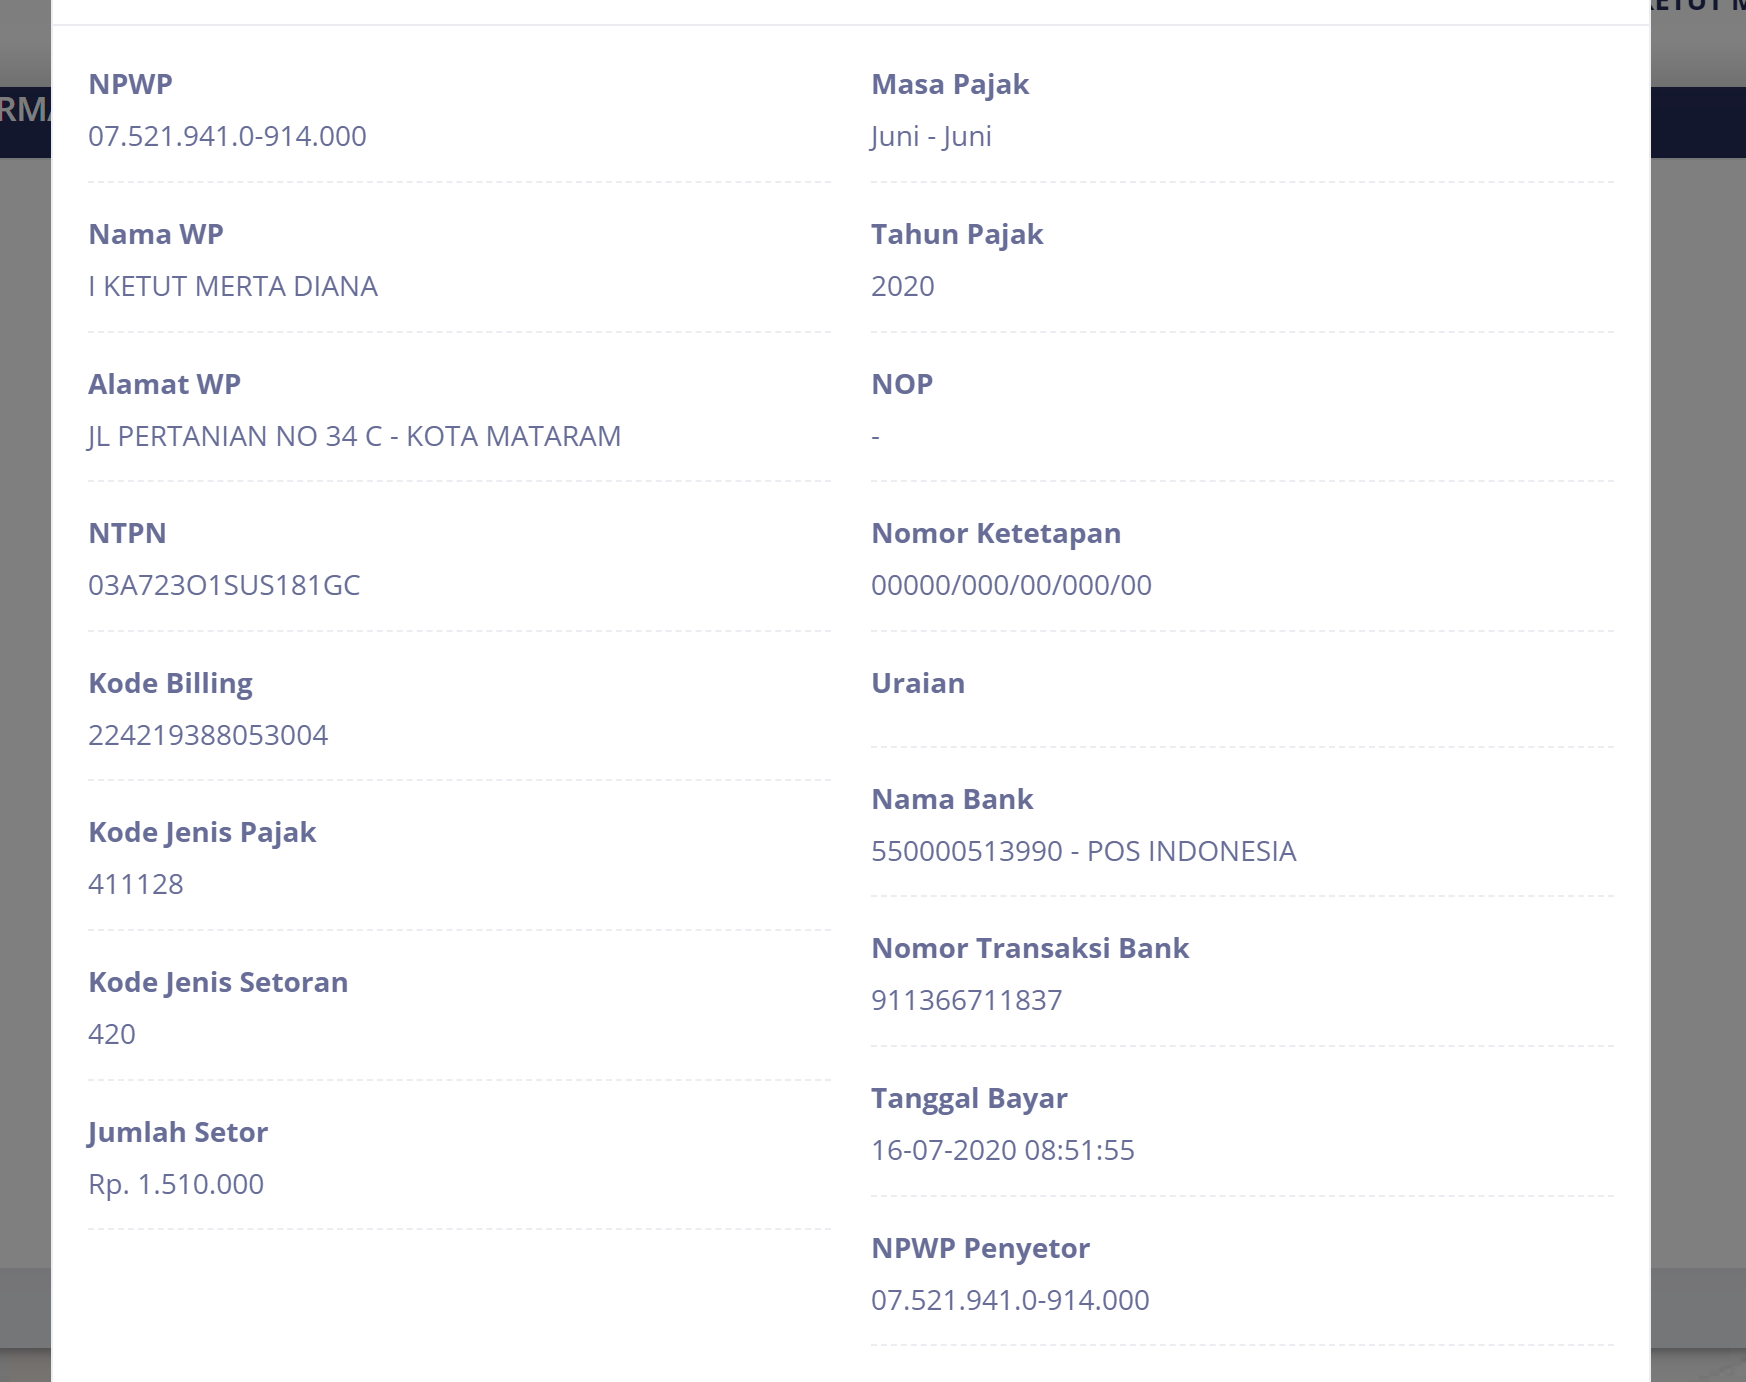 NPWP
07.521.941.0-914.000
Nama WP
I KETUT MERTA DIANA
Alamat WP
JL PERTANIAN NO 34 C - KOTA MATARAM
NTPN
03A723O1SUS181GC
Kode Billing
224219388053004
Kode Jenis Pajak
411128
Kode Jenis Setoran
420
Jumlah Setor
Rp. 1.510.000
Masa Pajak
Juni - Juni
Tahun Pajak
2020
NOP
-
Nomor Ketetapan
00000/000/00/000/00
Uraian
Nama Bank
550000513990 - POS INDONESIA
Nomor Transaksi Bank
911366711837
Tanggal Bayar
16-07-2020 08:51:55
NPWP Penyetor
07.521.941.0-914.000